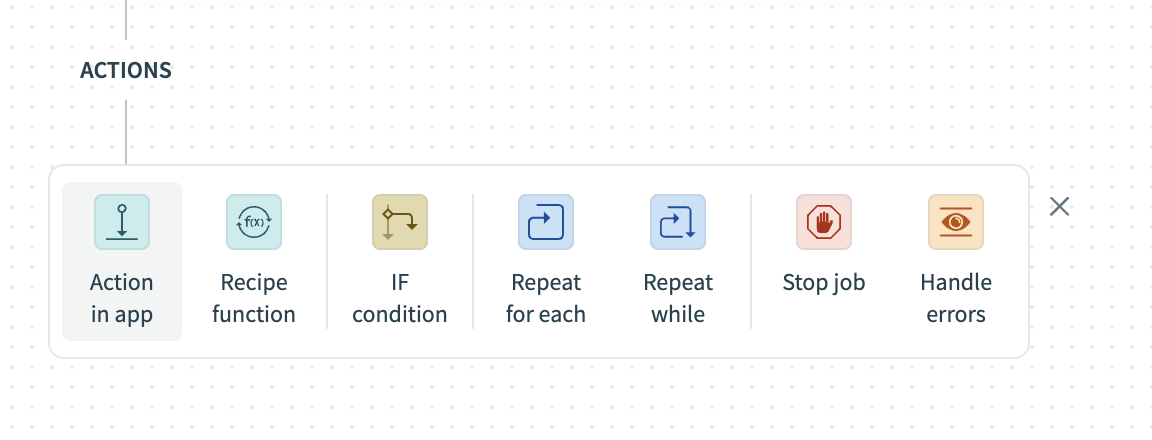 ACTIONS
f(x)
Action
in app
Recipe
function
IF
condition
Repeat
for each
Repeat
while
Stop job
Handle
errors